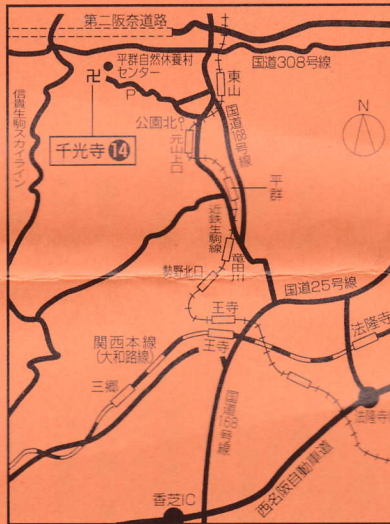 第二阪奈道路
国道308号線
平群自然休養村
センター
卍
P
東山
信貴生駒スカイライン
国道168号線
公園北
元山上口
千光寺 14
N
平群
近鉄生駒線
竜田川
勢野北口
国道25号線
王寺
関西本線
(大和路線)
王寺
法隆寺
三郷
国道168号線
法隆寺
西名阪自動車道
香芝IC